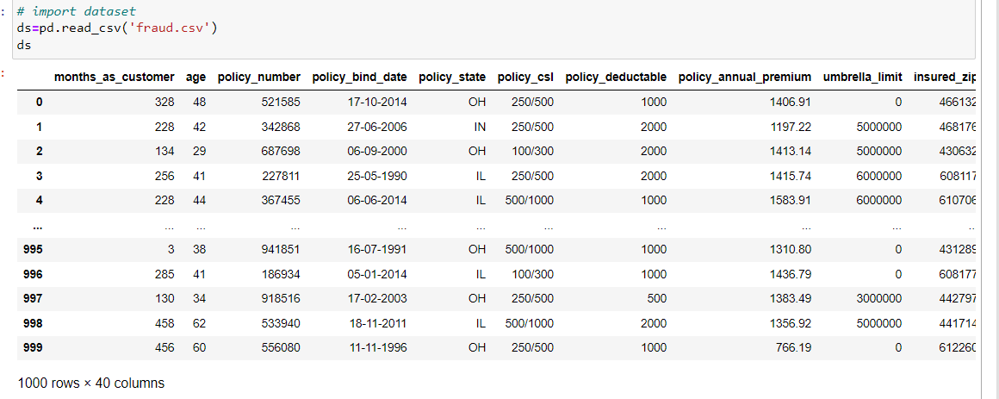 # import dataset
ds=pd.read_csv('fraud.csv')
ds
months_as_customer age policy_number policy_bind_date policy_state policy_csl policy_deductable policy_annual_premium umbrella_limit insured_zip
0 328 48 521585 17-10-2014 OH 250/500 1000 1406.91 0 466132
1 228 42 342868 27-06-2006 IN 250/500 2000 1197.22 5000000 468176
2 134 29 687698 06-09-2000 OH 100/300 2000 1413.14 5000000 430632
3 256 41 227811 25-05-1990 IL 250/500 2000 1415.74 6000000 608117
4 228 44 367455 06-06-2014 IL 500/1000 1000 1583.91 6000000 610706
... ... ... ... ... ... ... ... ... ... ...
995 3 38 941851 16-07-1991 OH 500/1000 1000 1310.80 0 431289
996 285 41 186934 05-01-2014 IL 100/300 1000 1436.79 0 608177
997 130 34 918516 17-02-2003 OH 250/500 500 1383.49 3000000 442797
998 458 62 533940 18-11-2011 IL 500/1000 2000 1356.92 5000000 441714
999 456 60 556080 11-11-1996 OH 250/500 1000 766.19 0 612260
1000 rows × 40 columns